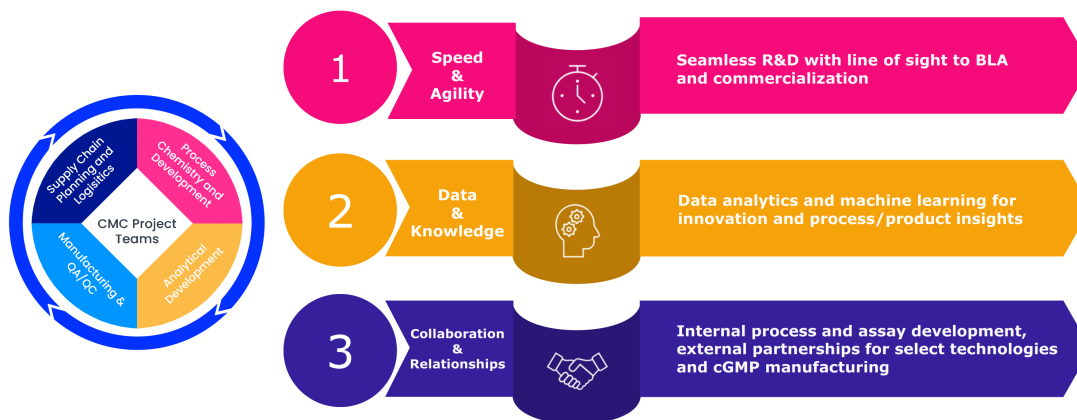 Supply Chain
Planning and
Logisitics
Process
Chemistry and
Development
CMC Project
Teams
Manufacturing &
QA/QC
Analytical
Development
1
Speed
&
Agility
Seamless R&D with line of sight to BLA
and commercialization
2
Data
&
Knowledge
Data analytics and machine learning for
innovation and process/product insights
3
Collaboration
&
Relationships
Internal process and assay development,
external partnerships for select technologies
and cGMP manufacturing